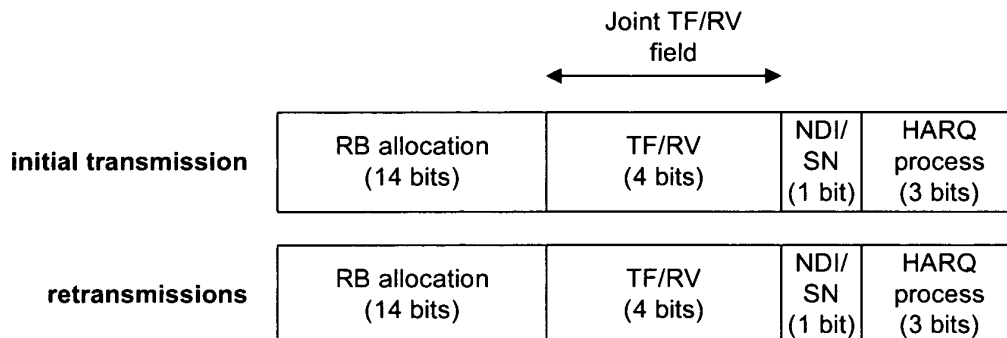 Joint TF/RV
field
initial transmission
RB allocation
(14 bits)
TF/RV
(4 bits)
NDI/
SN
(1 bit)
HARQ
process
(3 bits)
retransmissions
RB allocation
(14 bits)
TF/RV
(4 bits)
NDI/
SN
(1 bit)
HARQ
process
(3 bits)